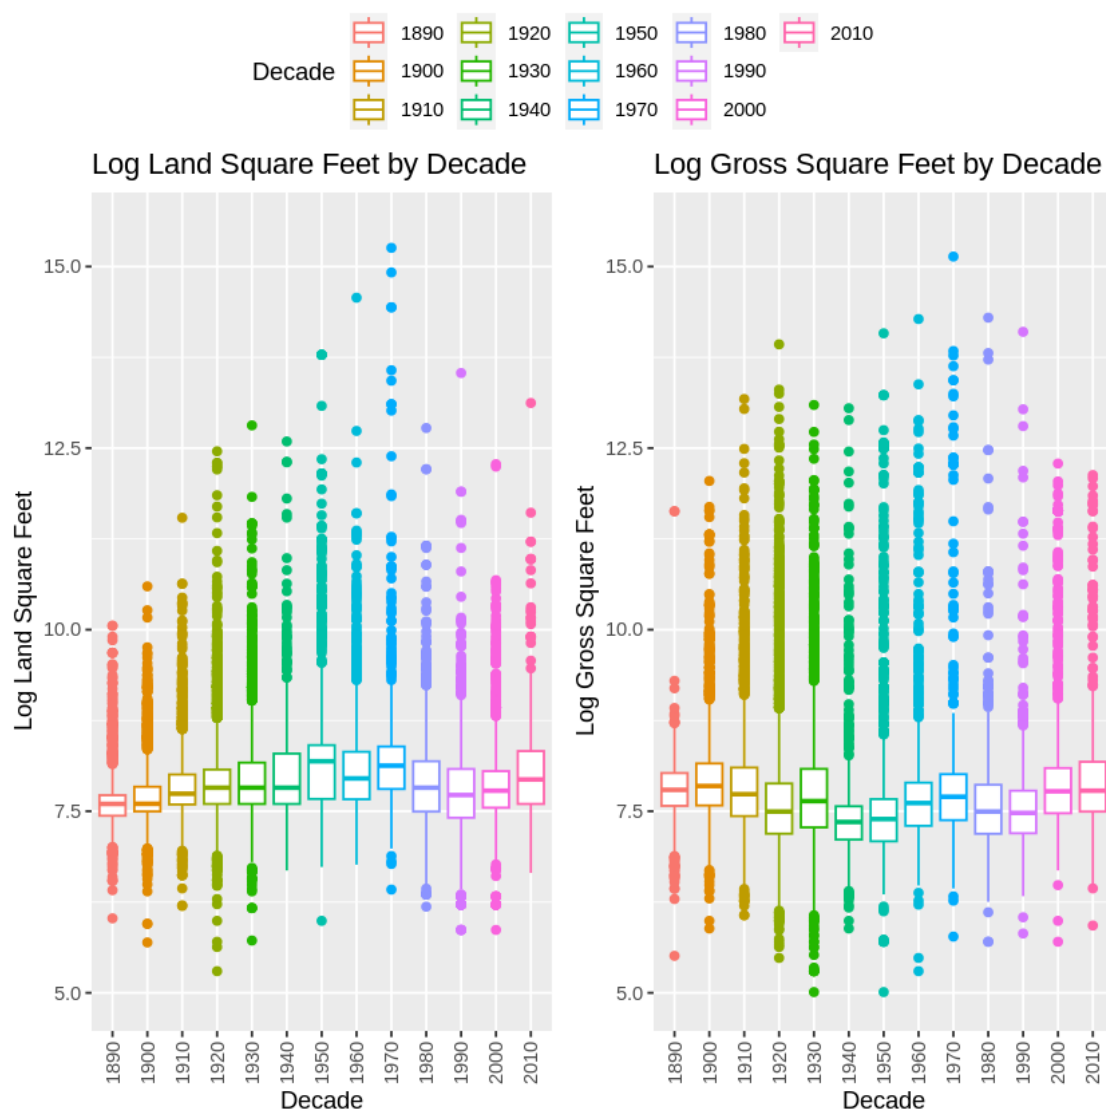 1890 1920 1950 1980 2010
Decade 1900 1930 1960 1990
1910 1940 1970 2000
Log Land Square Feet by Decade
Log Land Square Feet
15.0
12.5
10.0
7.5
5.0
1890 1900 1910 1920 1930 1940 1950 1960 1970 1980 1990 2000 2010
Decade
Log Gross Square Feet by Decade
Log Gross Square Feet
15.0
12.5
10.0
7.5
5.0
1890 1900 1910 1920 1930 1940 1950 1960 1970 1980 1990 2000 2010
Decade